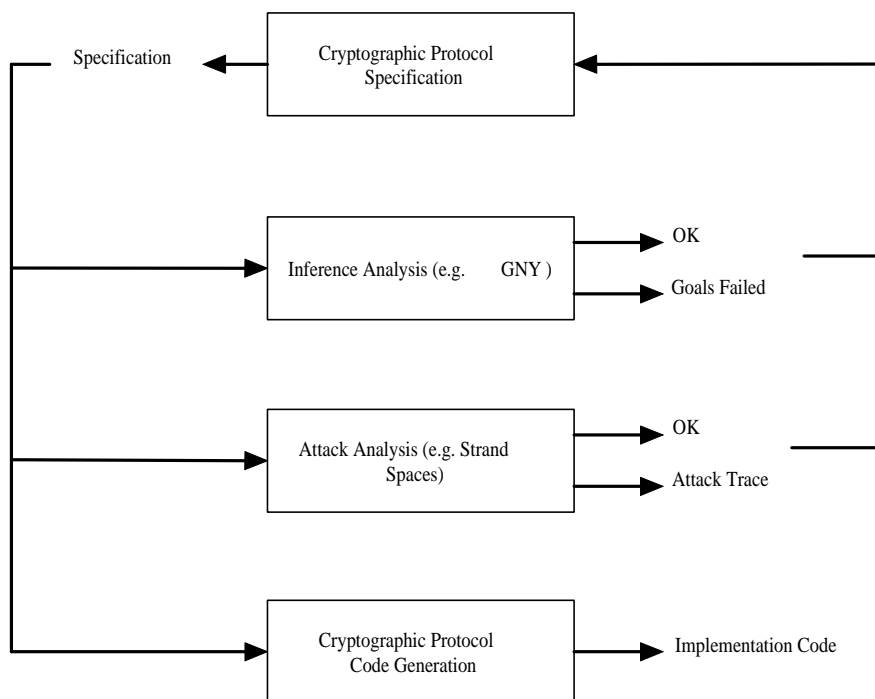 Specification
Cryptographic Protocol
Specification
Inference Analysis (e.g. GNY )
OK
Goals Failed
Attack Analysis (e.g. Strand
Spaces)
OK
Attack Trace
Cryptographic Protocol
Code Generation
Implementation Code